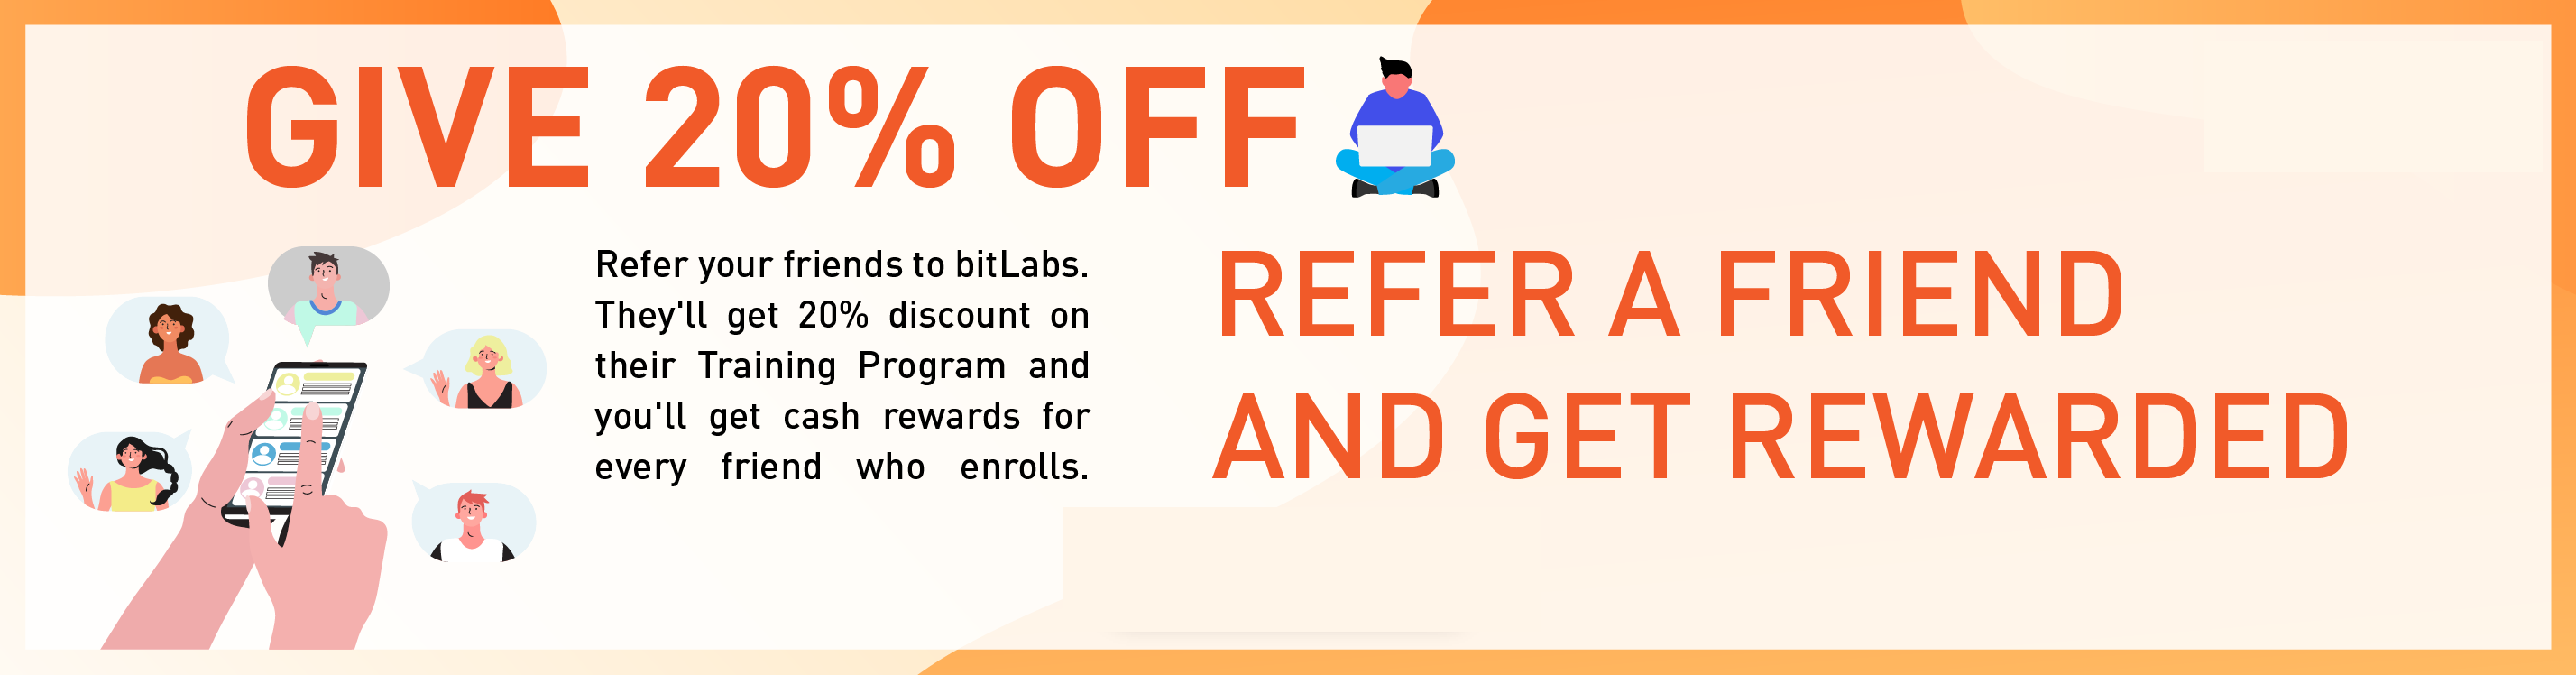 GIVE 20% OFF
Refer your friends to bitLabs.
They'll get 20% discount on
their Training Program and
you'll get cash rewards for
every friend who enrolls.
REFER A FRIEND
AND GET REWARDED